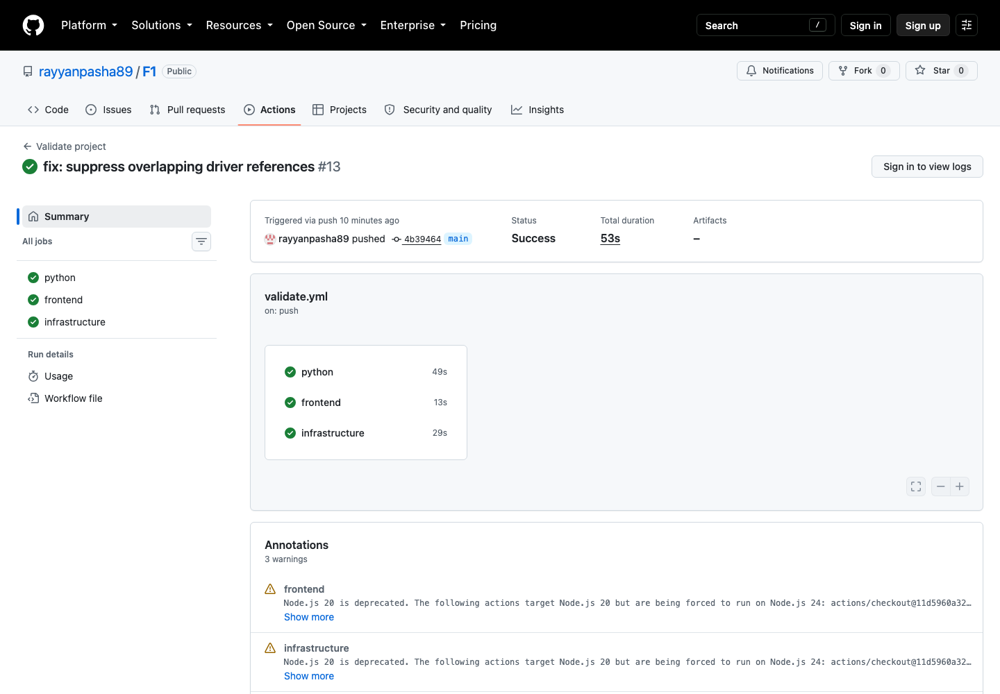 Platform Solutions Resources Open Source Enterprise Pricing Search / Sign in Sign up
rayyanpasha89 / F1 Public Notifications Fork 0 Star 0
Code Issues Pull requests Actions Projects Security and quality Insights
Validate project
fix: suppress overlapping driver references #13
Sign in to view logs
Summary
All jobs
python
frontend
infrastructure
Run details
Usage
Workflow file
Triggered via push 10 minutes ago
rayyanpasha89 pushed 4b39464 main
Status
Success
Total duration
53s
Artifacts
–
validate.yml
on: push
python 49s
frontend 13s
infrastructure 29s
Annotations
3 warnings
frontend
Node.js 20 is deprecated. The following actions target Node.js 20 but are being forced to run on Node.js 24: actions/checkout@11d5960a32…
Show more
infrastructure
Node.js 20 is deprecated. The following actions target Node.js 20 but are being forced to run on Node.js 24: actions/checkout@11d5960a32…
Show more